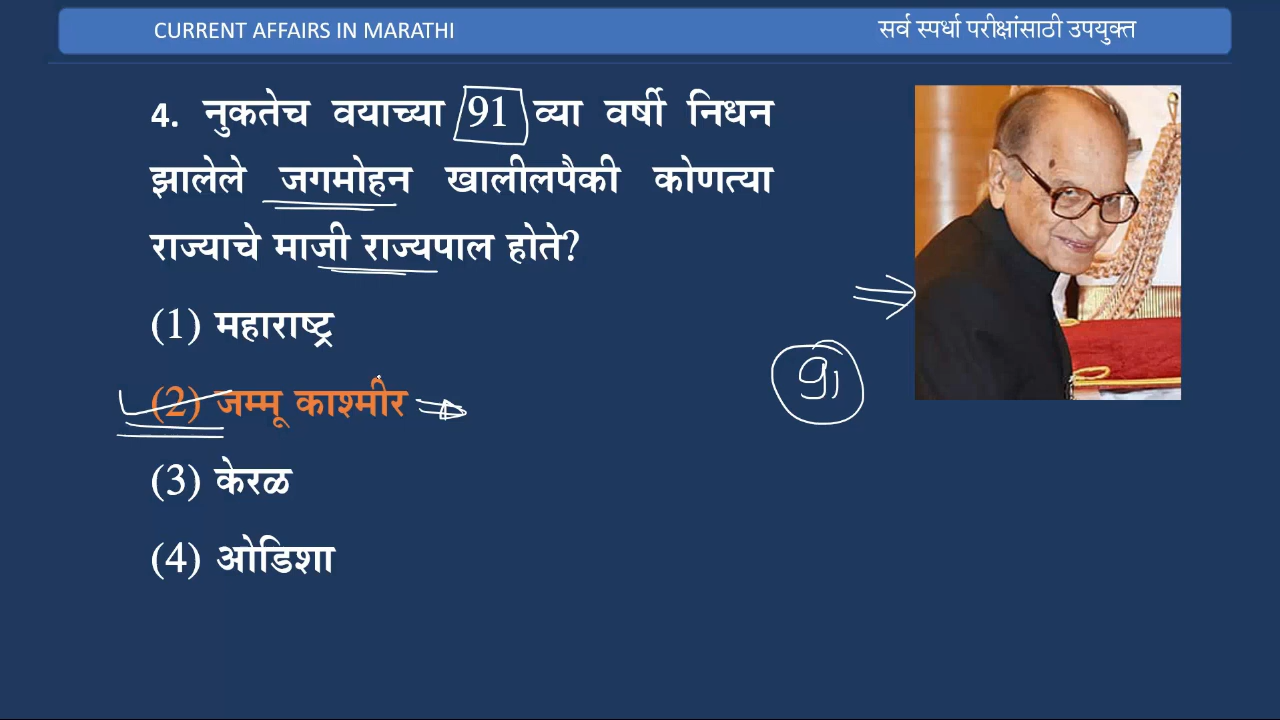 CURRENT AFFAIRS IN MARATHI
सर्व स्पर्धा परीक्षांसाठी उपयुक्त
4. नुकतेच वयाच्या 91 व्या वर्षी निधन
झालेले जगमोहन खालीलपैकी कोणत्या
राज्याचे माजी राज्यपाल होते?
(1) महाराष्ट्र
(2) जम्मू काश्मीर
91
(3) केरळ
(4) ओडिशा